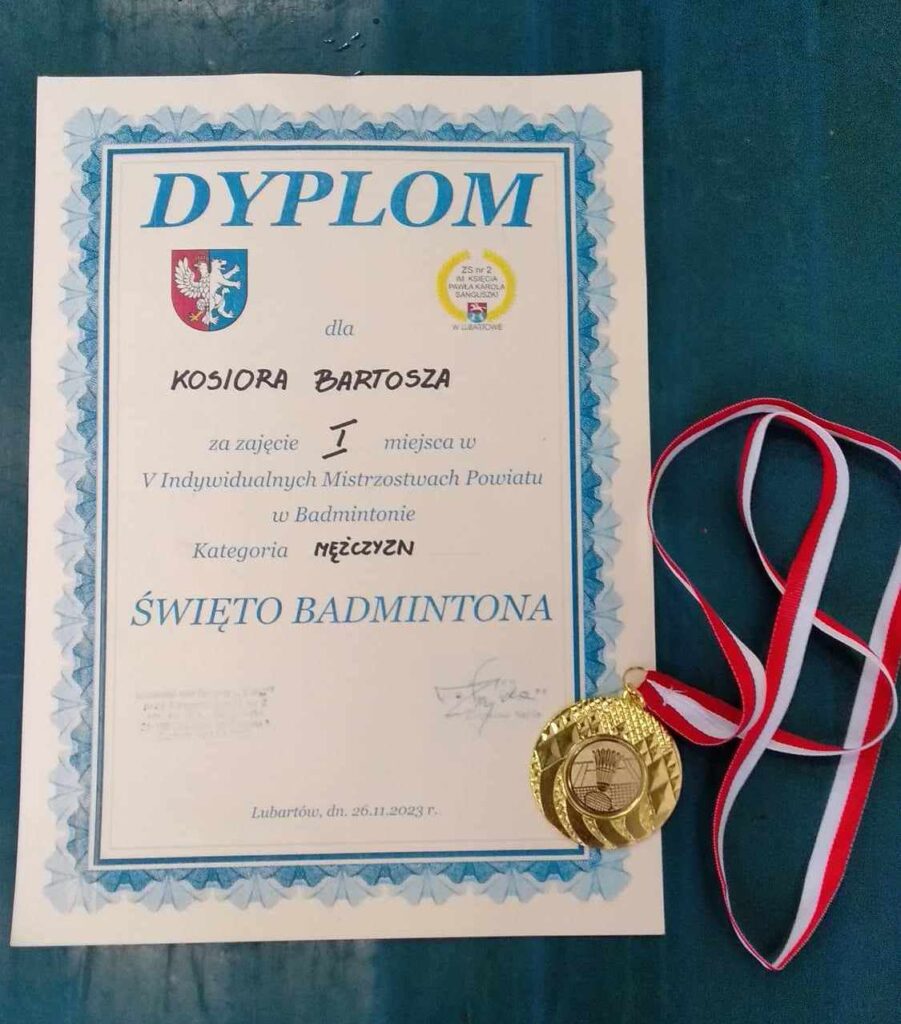 DYPLOM
ZS nr 2
IM. KSIĘCIA
PAWŁA KAROLA
SANGUSZKI
W LUBARTOWIE
dla
KOSIORA BARTOSZA
za zajęcie I miejsca w
V Indywidualnych Mistrzostwach Powiatu
w Badmintonie
Kategoria MĘŻCZYZN
ŚWIĘTO BADMINTONA
Lubartów, dn. 26.11.2023 r.